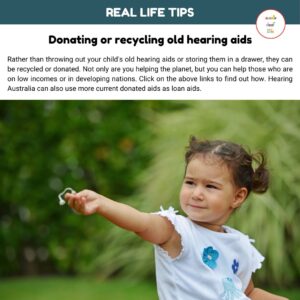 REAL LIFE TIPS
Donating or recycling old hearing aids
Rather than throwing out your child's old hearing aids or storing them in a drawer, they can
be recycled or donated. Not only are you helping the planet, but you can help those who are
on low incomes or in developing nations. Click on the above links to find out how. Hearing
Australia can also use more current donated aids as loan aids.